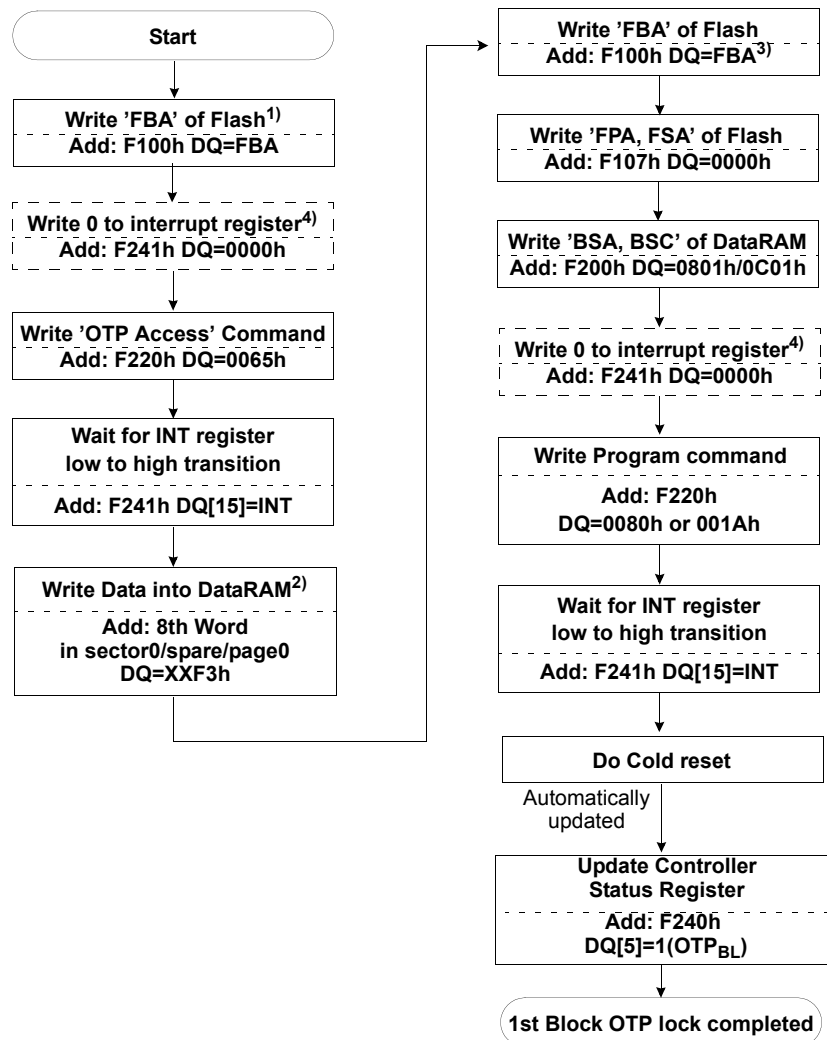 Start
Write ’FBA’ of Flash1)
Add: F100h DQ=FBA
Write 0 to interrupt register4)
Add: F241h DQ=0000h
Write ’OTP Access’ Command
Add: F220h DQ=0065h
Wait for INT register
low to high transition
Add: F241h DQ[15]=INT
Write Data into DataRAM2)
Add: 8th Word
in sector0/spare/page0
DQ=XXF3h
Write ’FBA’ of Flash
Add: F100h DQ=FBA3)
Write ’FPA, FSA’ of Flash
Add: F107h DQ=0000h
Write ’BSA, BSC’ of DataRAM
Add: F200h DQ=0801h/0C01h
Write 0 to interrupt register4)
Add: F241h DQ=0000h
Write Program command
Add: F220h
DQ=0080h or 001Ah
Wait for INT register
low to high transition
Add: F241h DQ[15]=INT
Do Cold reset
Automatically
updated
Update Controller
Status Register
Add: F240h
DQ[5]=1(OTPBL)
1st Block OTP lock completed